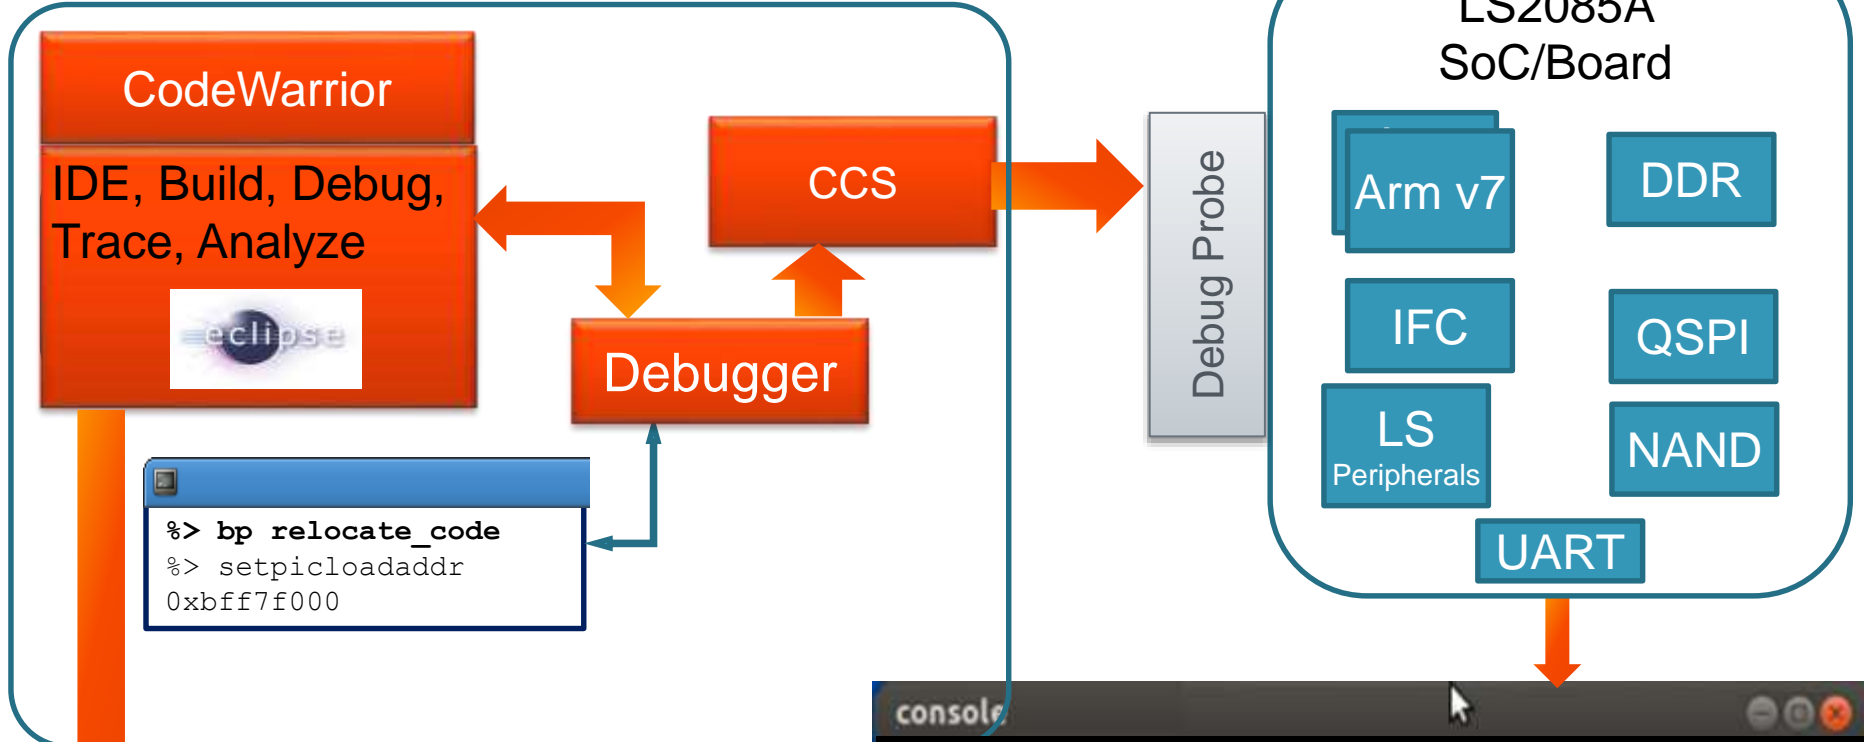 CodeWarrior
IDE, Build, Debug,
Trace, Analyze
eclipse
CCS
Debugger
%> bp relocate_code
%> setpicloadaddr
0xbff7f000
Debug Probe
LS2085A
SoC/Board
Arm v7
DDR
IFC
QSPI
LS
Peripherals
NAND
UART
console